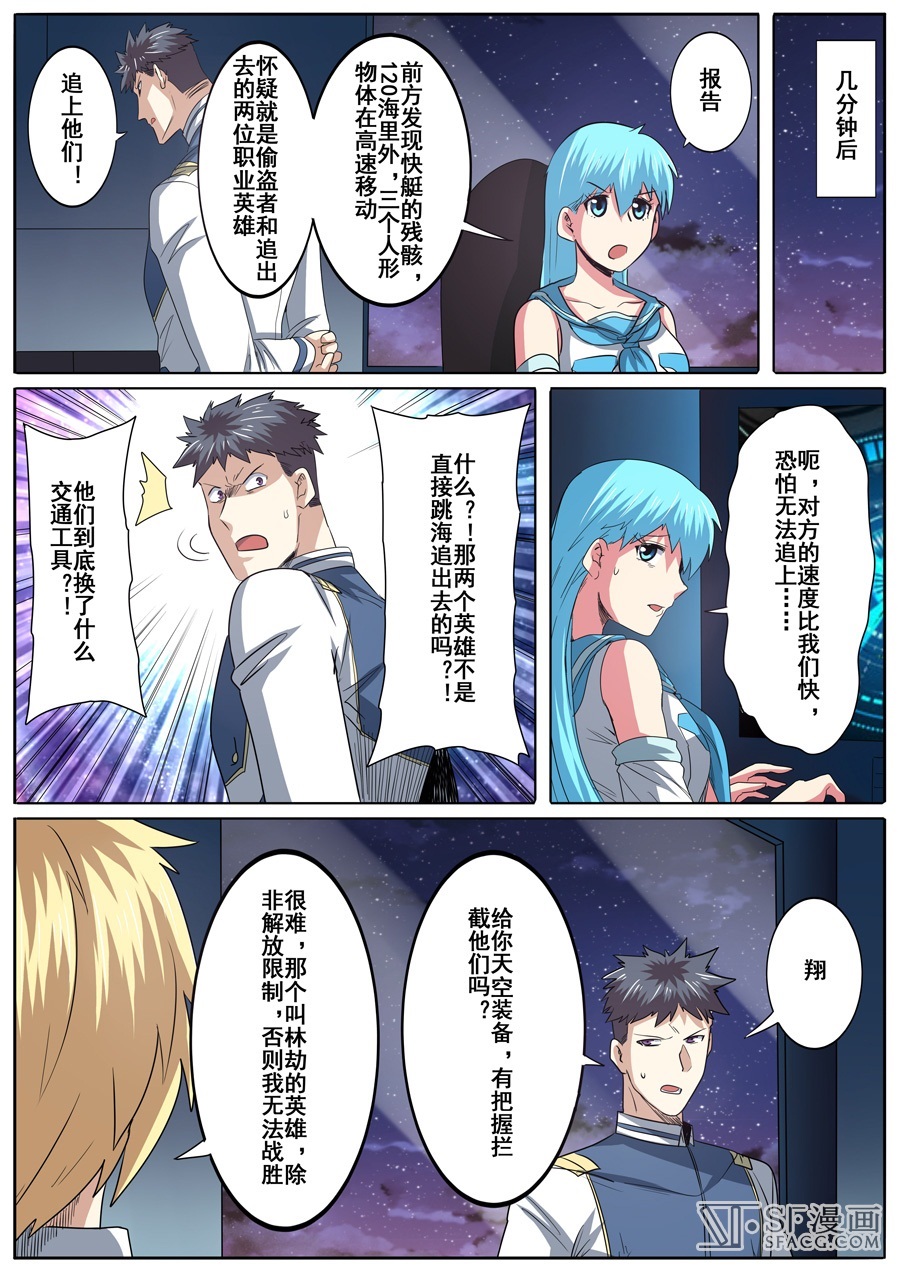 几分钟后
报告
前方发现快艇的残骸，
120海里外，三个人形
物体在高速移动
怀疑就是偷盗者和追出
去的两位职业英雄
追上他们！
呃，对方的速度比我们快，
恐怕无法追上……
什么？！那两个英雄不是
直接跳海追出去的吗？！
他们到底换了什么
交通工具？！
翔
给你天空装备，有把握拦
截他们吗？
很难，那个叫林劫的英雄，除
非解放限制，否则我无法战胜
SF漫画
SFACG.COM